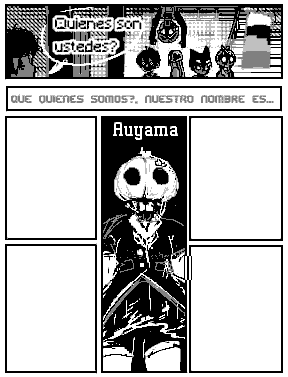 Quienes son
ustedes?
QUE QUIENES SOMOS?, NUESTRO NOMBRE ES...
Auyama